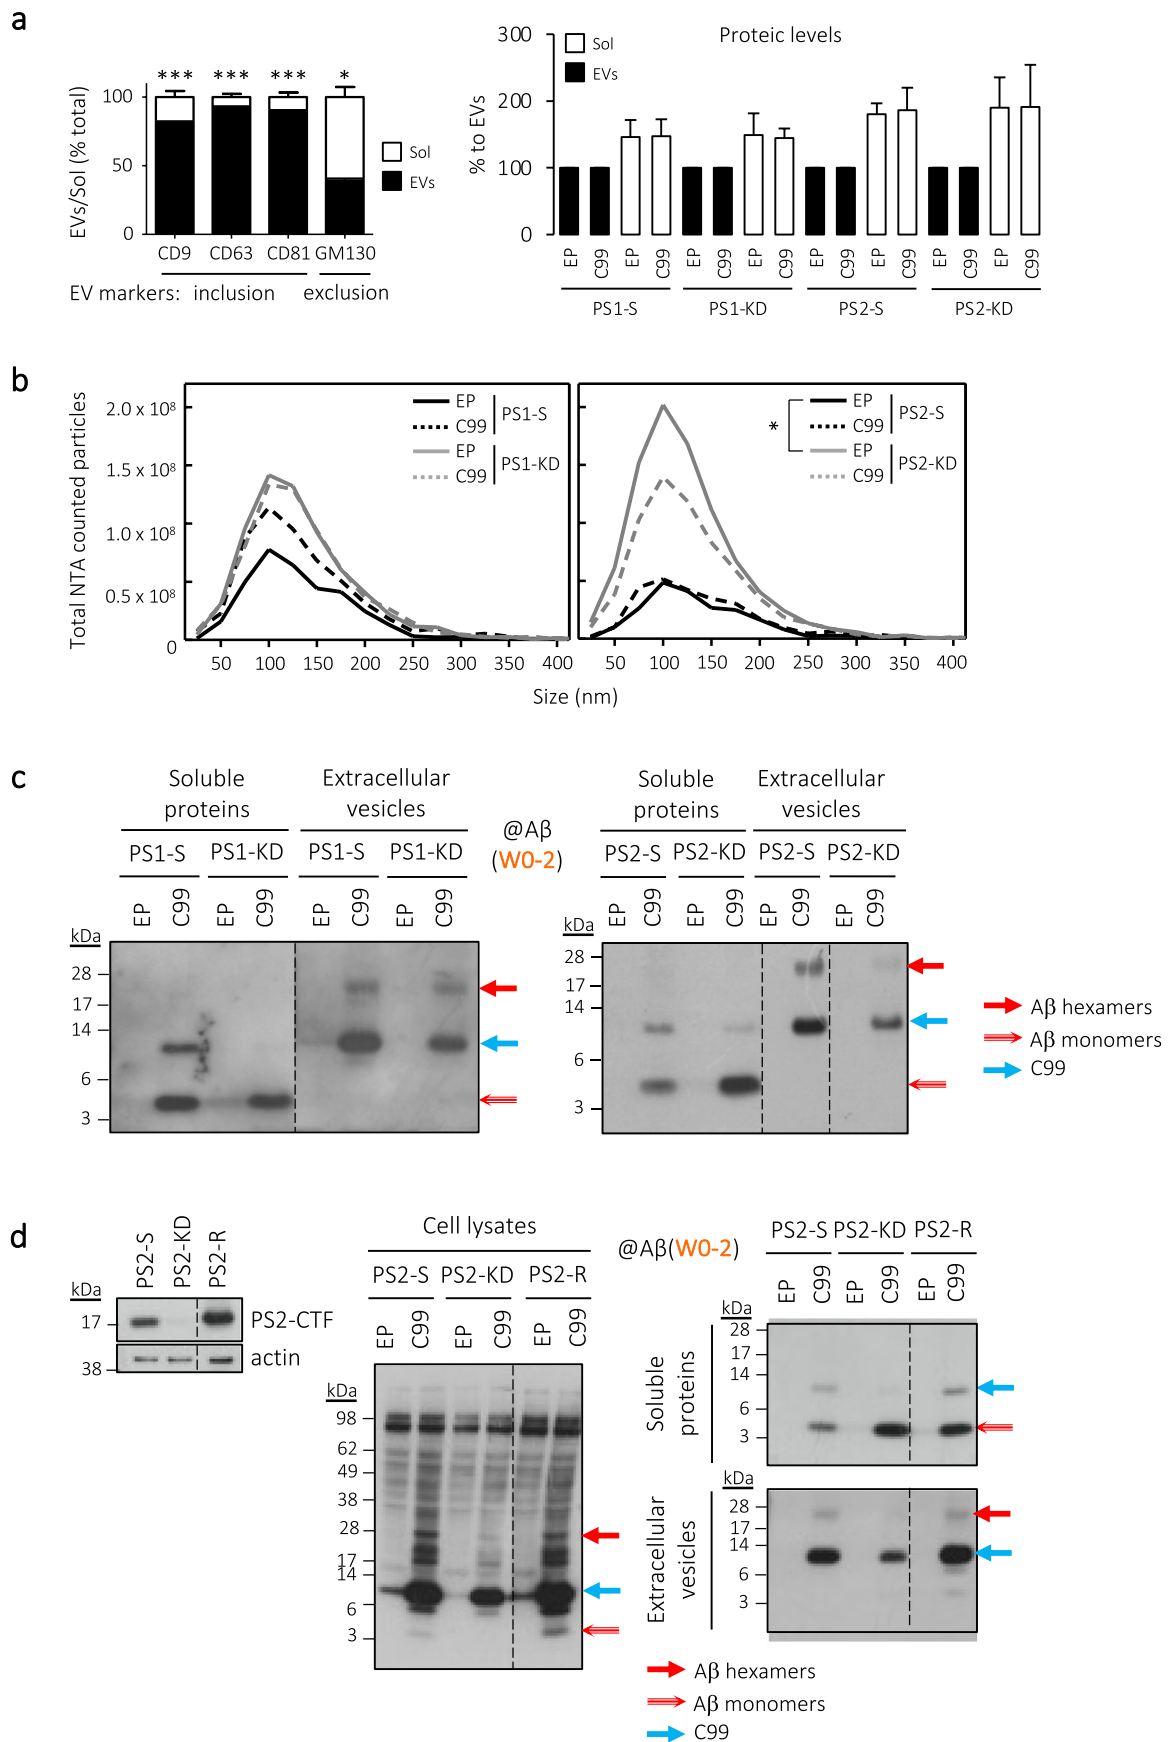 a
Proteic levels
EVs/Sol (% total)
100
50
0
*** *** *** *
Sol
EVs
CD9 CD63 CD81 GM130
EV markers: inclusion exclusion
% to EVs
300
200
100
0
Sol
EVs
EP C99 EP C99 EP C99 EP C99 EP C99 EP C99 EP C99 EP C99
PS1-S PS1-KD PS2-S PS2-KD
b
Total NTA counted particles
2.0 x 10⁸
1.5 x 10⁸
1.0 x 10⁸
0.5 x 10⁸
0
EP
C99
PS1-S
EP
C99
PS1-KD
*
EP
C99
PS2-S
EP
C99
PS2-KD
50 100 150 200 250 300 350 400
50 100 150 200 250 300 350 400
Size (nm)
c
Soluble proteins
Extracellular vesicles
PS1-S PS1-KD PS1-S PS1-KD
EP C99 EP C99 EP C99 EP C99
kDa
28
17
14
6
3
@Aβ
(W0-2)
Soluble proteins
Extracellular vesicles
PS2-S PS2-KD PS2-S PS2-KD
EP C99 EP C99 EP C99 EP C99
kDa
28
17
14
6
3
Aβ hexamers
Aβ monomers
C99
d
PS2-S PS2-KD PS2-R
kDa
17
PS2-CTF
38
actin
Cell lysates
PS2-S PS2-KD PS2-R
EP C99 EP C99 EP C99
kDa
98
62
49
38
28
17
14
6
3
@Aβ(W0-2)
PS2-S PS2-KD PS2-R
EP C99 EP C99 EP C99
Soluble proteins
kDa
28
17
14
6
3
Extracellular vesicles
kDa
28
17
14
6
3
Aβ hexamers
Aβ monomers
C99